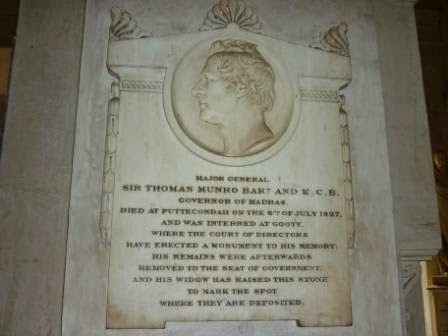 MAJOR GENERAL
SIR THOMAS MUNRO BART AND K.C.B.
GOVERNOR OF MADRAS.
DIED AT PUTTECONDAH ON THE 6TH OF JULY 1827,
AND WAS INTERRED AT GOOTY,
WHERE THE COURT OF DIRECTORS
HAVE ERECTED A MONUMENT TO HIS MEMORY;
HIS REMAINS WERE AFTERWARDS
REMOVED TO THE SEAT OF GOVERNMENT,
AND HIS WIDOW HAS RAISED THIS STONE
TO MARK THE SPOT
WHERE THEY ARE DEPOSITED.